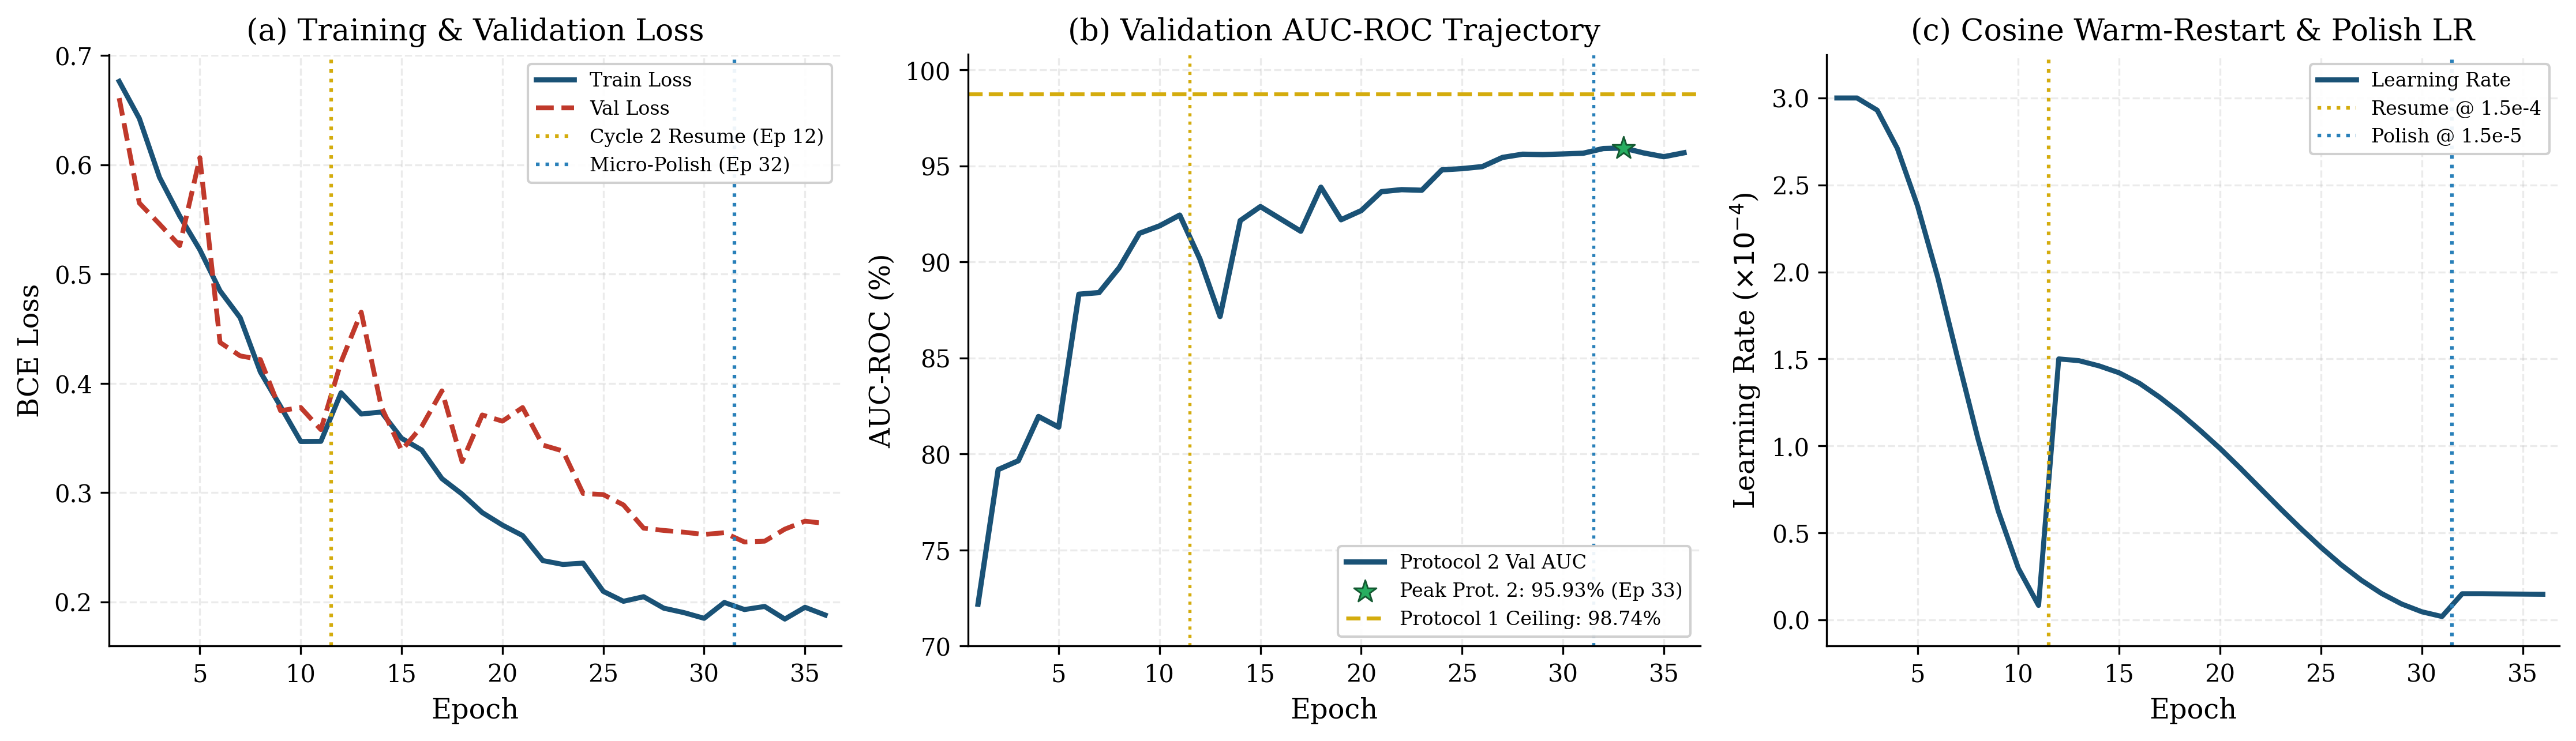 (a) Training & Validation Loss
BCE Loss
0.7
0.6
0.5
0.4
0.3
0.2
5 10 15 20 25 30 35
Epoch
Train Loss
Val Loss
Cycle 2 Resume (Ep 12)
Micro-Polish (Ep 32)
(b) Validation AUC-ROC Trajectory
AUC-ROC (%)
100
95
90
85
80
75
70
5 10 15 20 25 30 35
Epoch
Protocol 2 Val AUC
Peak Prot. 2: 95.93% (Ep 33)
Protocol 1 Ceiling: 98.74%
(c) Cosine Warm-Restart & Polish LR
Learning Rate (×10⁻⁴)
3.0
2.5
2.0
1.5
1.0
0.5
0.0
5 10 15 20 25 30 35
Epoch
Learning Rate
Resume @ 1.5e-4
Polish @ 1.5e-5